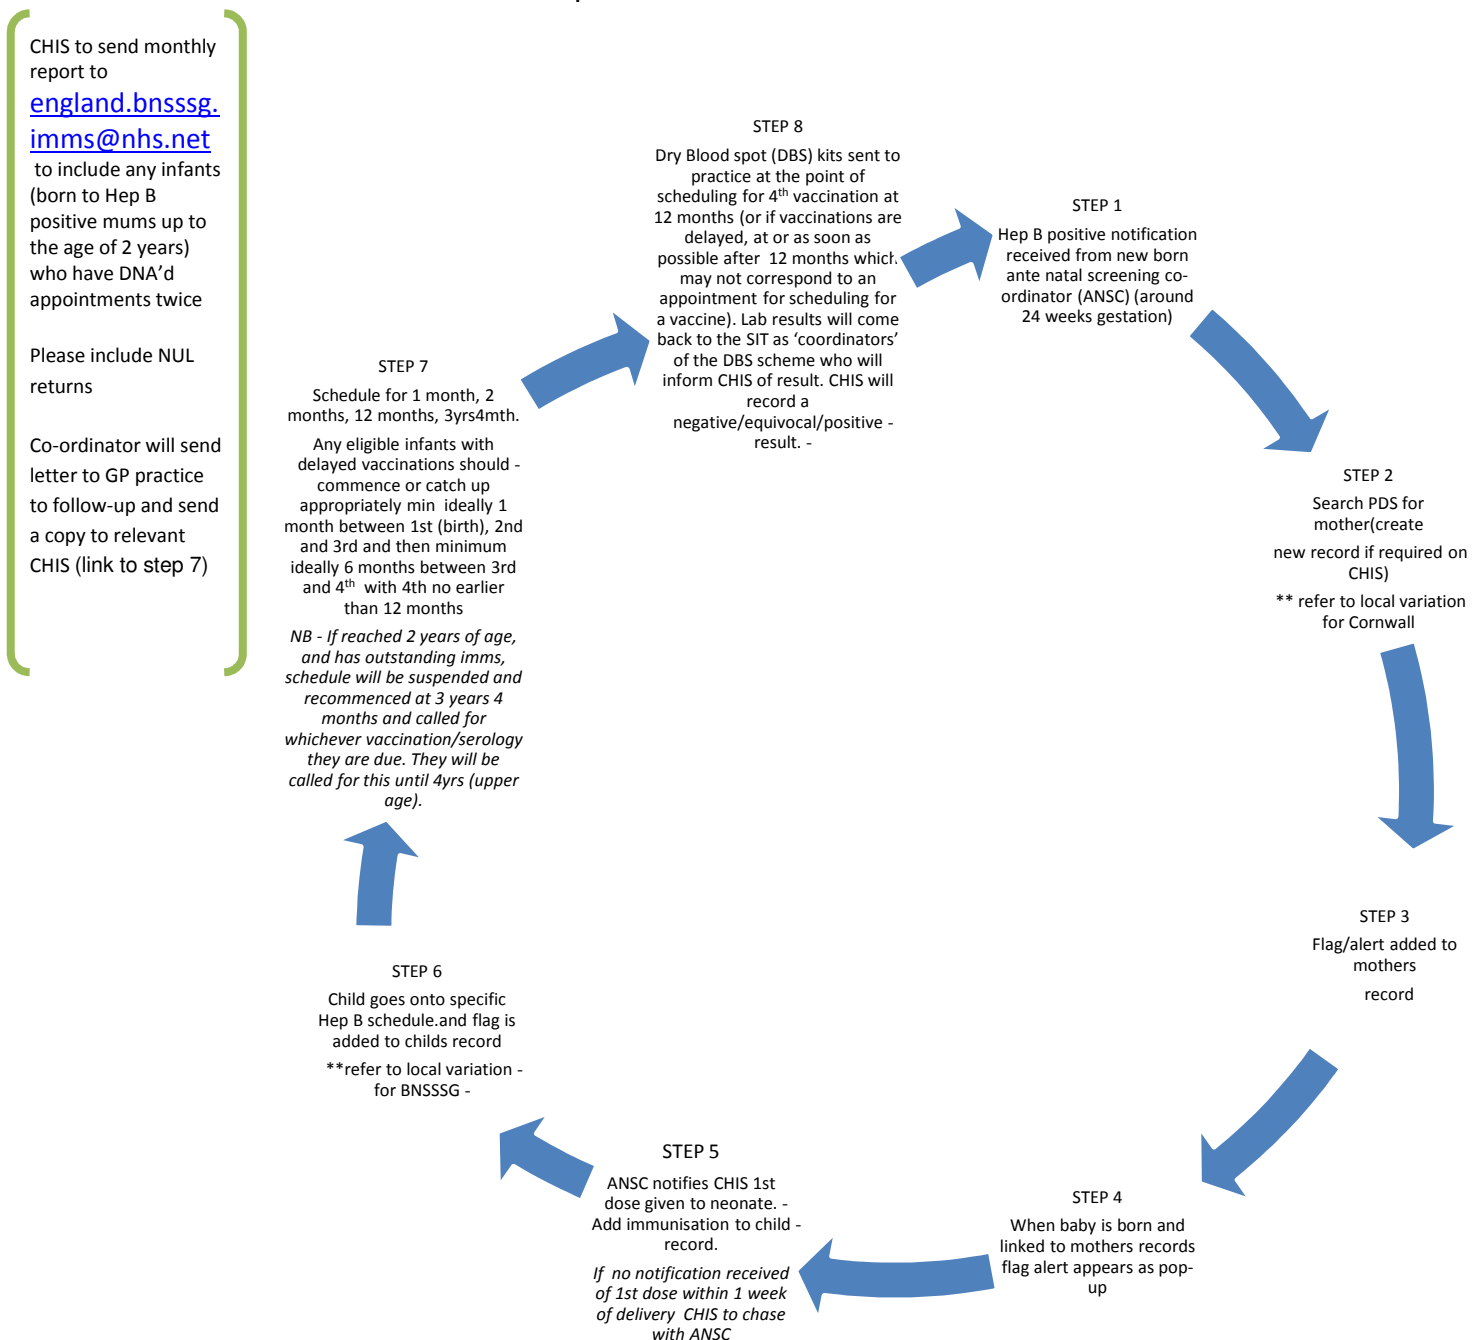 CHIS to send monthly
report to
england.bnsssg.
imms@nhs.net
to include any infants
(born to Hep B
positive mums up to
the age of 2 years)
who have DNA'd
appointments twice
Please include NUL
returns
Co-ordinator will send
letter to GP practice
to follow-up and send
a copy to relevant
CHIS (link to step 7)
STEP 1
Hep B positive notification
received from new born
ante natal screening co-
ordinator (ANSC) (around
24 weeks gestation)
STEP 2
Search PDS for
mother(create
new record if required on
CHIS)
** refer to local variation
for Cornwall
STEP 3
Flag/alert added to
mothers
record
STEP 4
When baby is born and
linked to mothers records
flag alert appears as pop-
up
STEP 5
ANSC notifies CHIS 1st
dose given to neonate. -
Add immunisation to child -
record.
If no notification received
of 1st dose within 1 week
of delivery CHIS to chase
with ANSC
STEP 6
Child goes onto specific
Hep B schedule.and flag is
added to childs record
**refer to local variation -
for BNSSSG -
STEP 7
Schedule for 1 month, 2
months, 12 months, 3yrs4mth.
Any eligible infants with
delayed vaccinations should -
commence or catch up
appropriately min ideally 1
month between 1st (birth), 2nd
and 3rd and then minimum
ideally 6 months between 3rd
and 4th with 4th no earlier
than 12 months
NB - If reached 2 years of age,
and has outstanding imms,
schedule will be suspended and
recommenced at 3 years 4
months and called for
whichever vaccination/serology
they are due. They will be
called for this until 4yrs (upper
age).
STEP 8
Dry Blood spot (DBS) kits sent to
practice at the point of
scheduling for 4th vaccination at
12 months (or if vaccinations are
delayed, at or as soon as
possible after 12 months which
may not correspond to an
appointment for scheduling for
a vaccine). Lab results will come
back to the SIT as 'coordinators'
of the DBS scheme who will
inform CHIS of result. CHIS will
record a
negative/equivocal/positive -
result. -